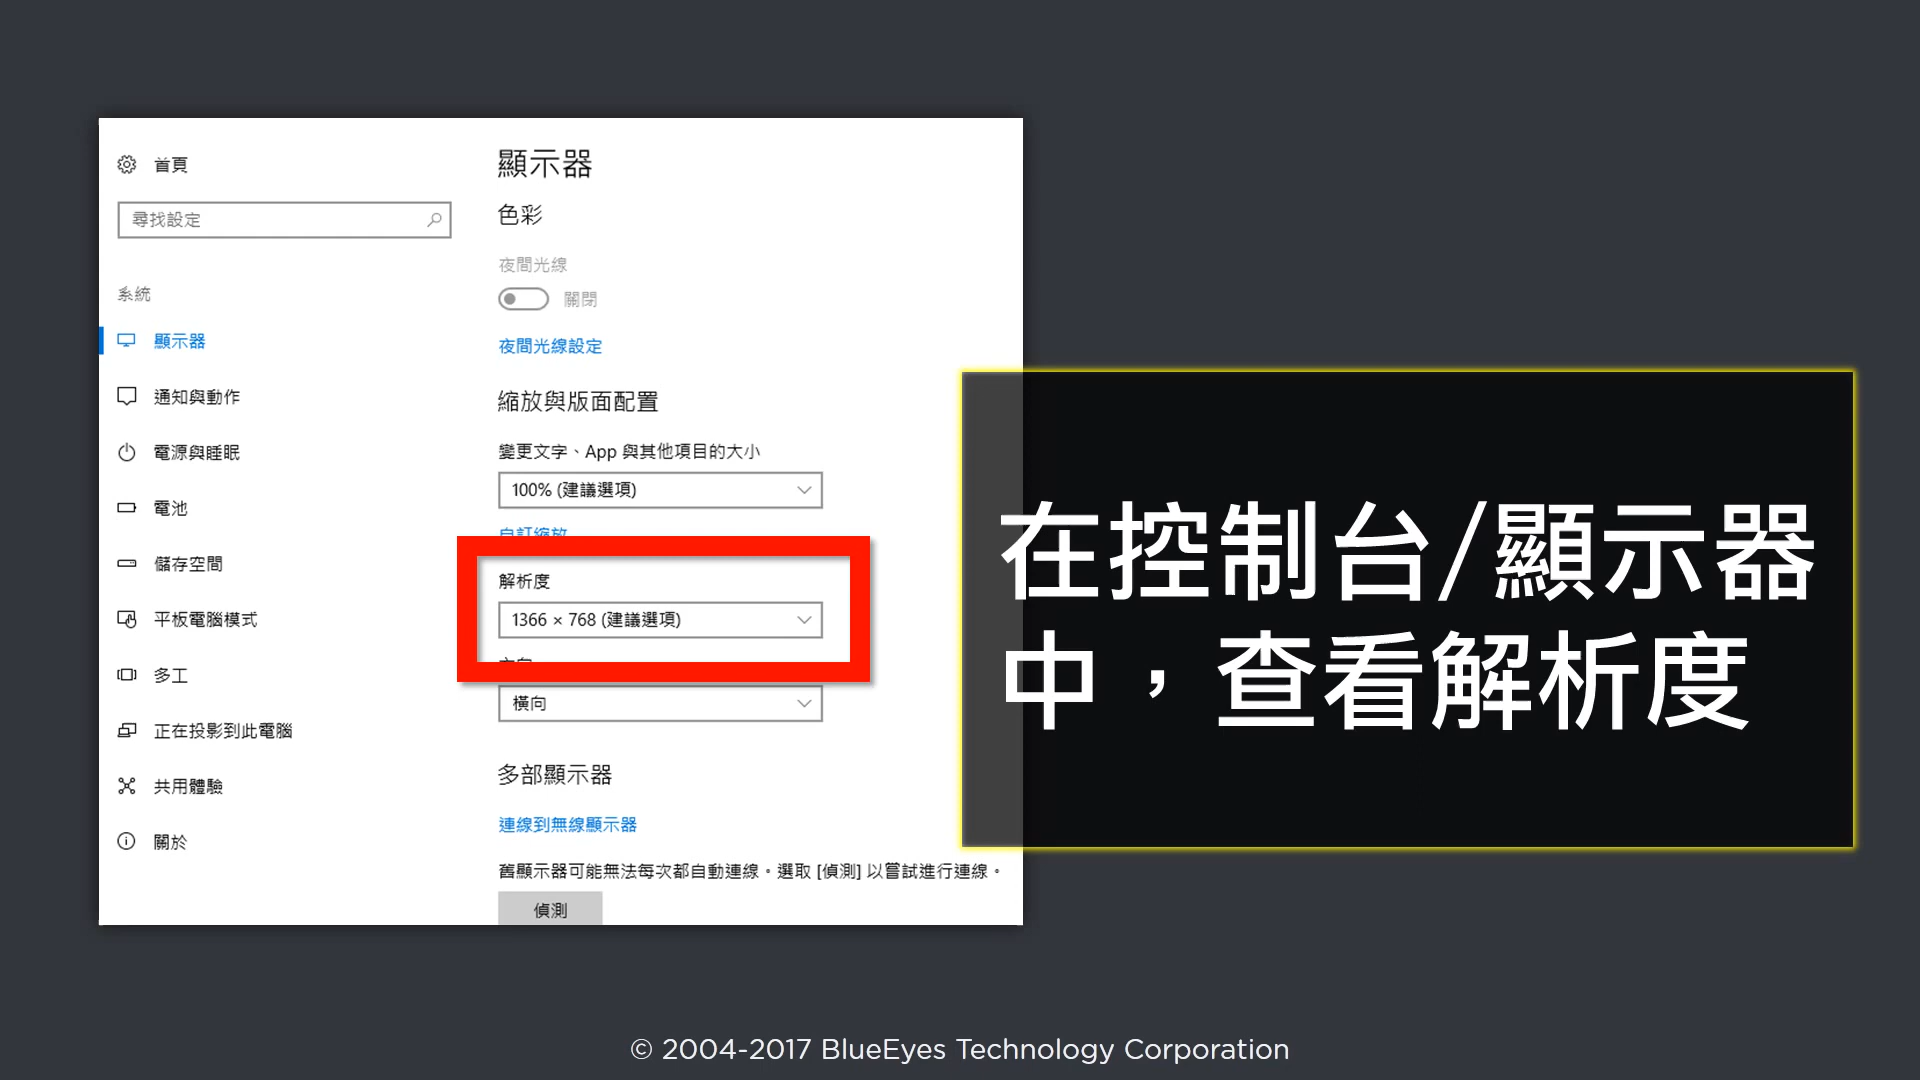 首頁
尋找設定
系統
顯示器
通知與動作
電源與睡眠
電池
儲存空間
平板電腦模式
多工
正在投影到此電腦
共用體驗
關於
顯示器
色彩
夜間光線
關閉
夜間光線設定
縮放與版面配置
變更文字、App 與其他項目的大小
100% (建議選項)
自訂縮放
解析度
1366 × 768 (建議選項)
方向
橫向
多部顯示器
連線到無線顯示器
舊顯示器可能無法每次都自動連線。選取 [偵測] 以嘗試進行連線。
偵測
在控制台/顯示器
中，查看解析度
© 2004-2017 BlueEyes Technology Corporation